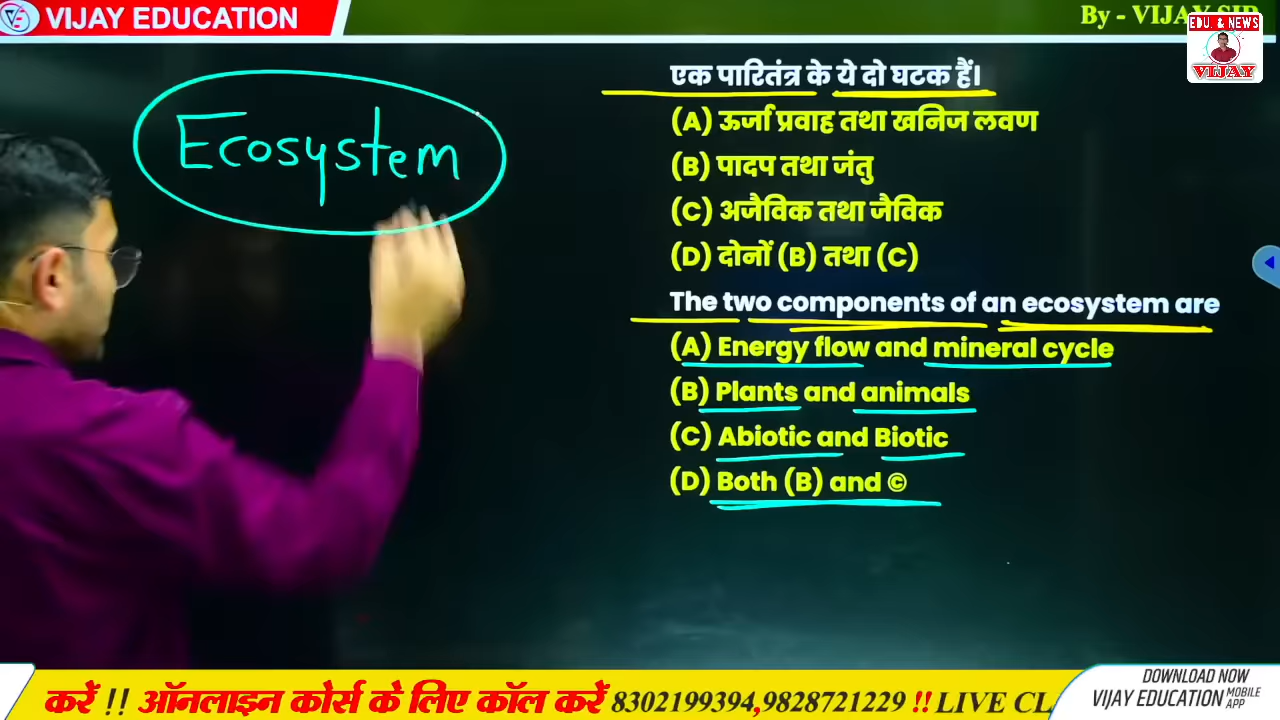 VIJAY EDUCATION
By - VIJAY SIR
EDU. & NEWS
VIJAY
Ecosystem
एक पारितंत्र के ये दो घटक हैं।
(A) ऊर्जा प्रवाह तथा खनिज लवण
(B) पादप तथा जंतु
(C) अजैविक तथा जैविक
(D) दोनों (B) तथा (C)
The two components of an ecosystem are
(A) Energy flow and mineral cycle
(B) Plants and animals
(C) Abiotic and Biotic
(D) Both (B) and ©
करें !! ऑनलाइन कोर्स के लिए कॉल करें 8302199394,9828721229 !! LIVE CL
DOWNLOAD NOW
VIJAY EDUCATION MOBILE APP